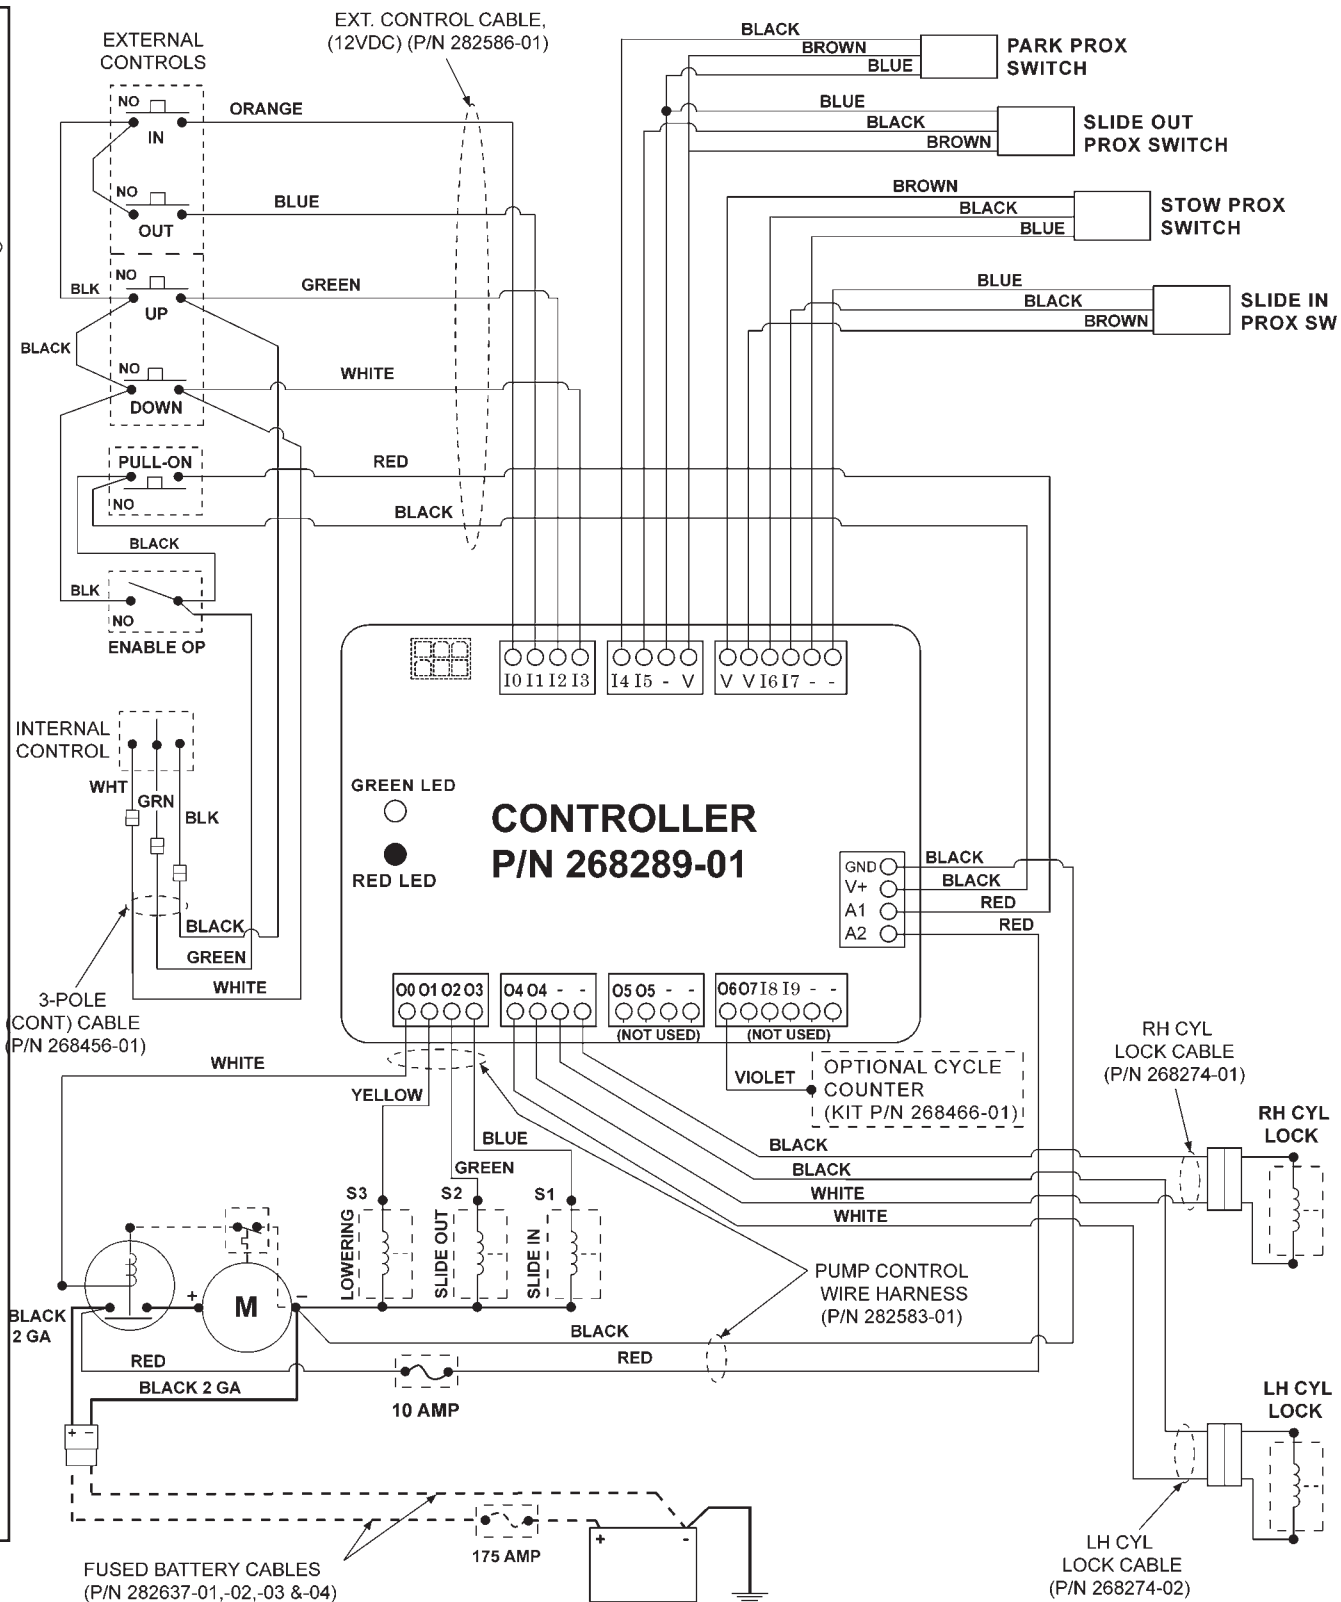 EXTERNAL
CONTROLS
EXT. CONTROL CABLE,
(12VDC) (P/N 282586-01)
NO
IN
ORANGE
NO
OUT
BLUE
NO
BLK
UP
GREEN
BLACK
NO
DOWN
WHITE
PULL-ON
NO
RED
BLACK
BLACK
BLK
NO
ENABLE OP
BLACK
BROWN
BLUE
PARK PROX
SWITCH
BLUE
BLACK
BROWN
SLIDE OUT
PROX SWITCH
BROWN
BLACK
BLUE
STOW PROX
SWITCH
BLUE
BLACK
BROWN
SLIDE IN
PROX SW
I0 I1 I2 I3
I4 I5 - V
V V I6 I7 - -
INTERNAL
CONTROL
WHT
GRN
BLK
BLACK
GREEN
WHITE
3-POLE
(CONT) CABLE
(P/N 268456-01)
GREEN LED
RED LED
CONTROLLER
P/N 268289-01
GND
V+
A1
A2
BLACK
BLACK
RED
RED
O0 O1 O2 O3
O4 O4 - -
O5 O5 - -
(NOT USED)
O6 O7 I8 I9 - -
(NOT USED)
WHITE
YELLOW
BLUE
GREEN
VIOLET
OPTIONAL CYCLE
COUNTER
(KIT P/N 268466-01)
RH CYL
LOCK CABLE
(P/N 268274-01)
RH CYL
LOCK
BLACK
BLACK
WHITE
WHITE
S3
S2
S1
LOWERING
SLIDE OUT
SLIDE IN
PUMP CONTROL
WIRE HARNESS
(P/N 282583-01)
+
M
-
BLACK
2 GA
BLACK
RED
RED
BLACK 2 GA
10 AMP
+ -
LH CYL
LOCK
LH CYL
LOCK CABLE
(P/N 268274-02)
175 AMP
+ -
FUSED BATTERY CABLES
(P/N 282637-01,-02,-03 &-04)